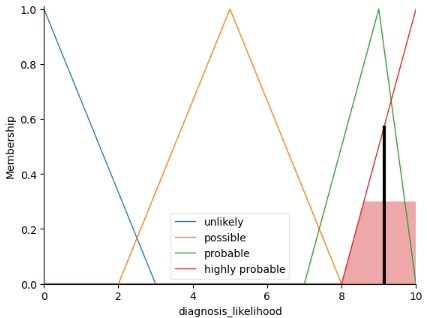 1.0
0.8
0.6
0.4
0.2
0.0
Membership
unlikely
possible
probable
highly probable
0 2 4 6 8 10
diagnosis_likelihood